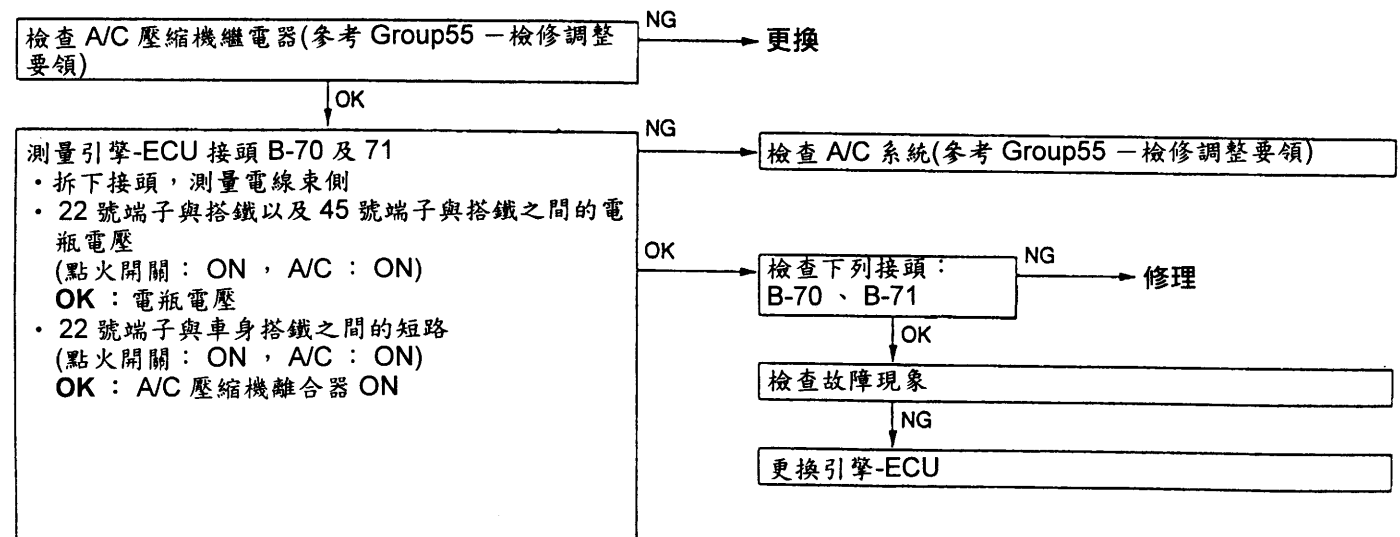 檢查 A/C 壓縮機繼電器(參考 Group55 －檢修調整
要領)
NG
更換
OK
測量引擎-ECU 接頭 B-70 及 71
・拆下接頭，測量電線束側
・22 號端子與搭鐵以及 45 號端子與搭鐵之間的電
瓶電壓
(點火開關： ON ， A/C ： ON)
OK ：電瓶電壓
・22 號端子與車身搭鐵之間的短路
(點火開關： ON ， A/C ： ON)
OK ： A/C 壓縮機離合器 ON
NG
檢查 A/C 系統(參考 Group55 －檢修調整要領)
OK
檢查下列接頭：
B-70 、 B-71
NG
修理
OK
檢查故障現象
NG
更換引擎-ECU